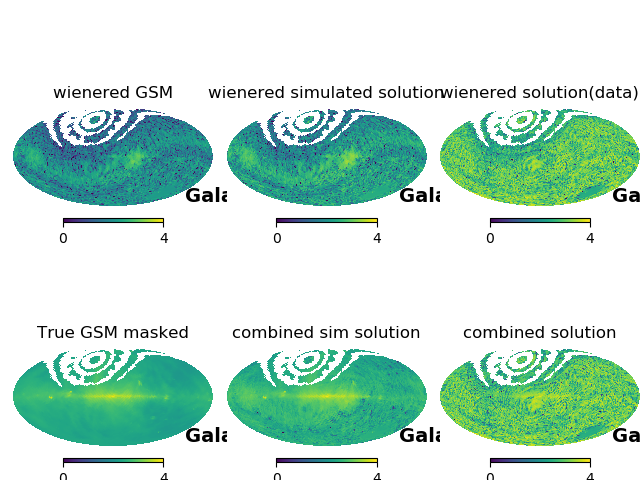 wienered GSM
wienered simulated solution
wienered solution(data)
Gala
Gala
Ga
0 4
0 4
0 4
True GSM masked
combined sim solution
combined solution
Gala
Gala
Ga
0 4
0 4
0 4